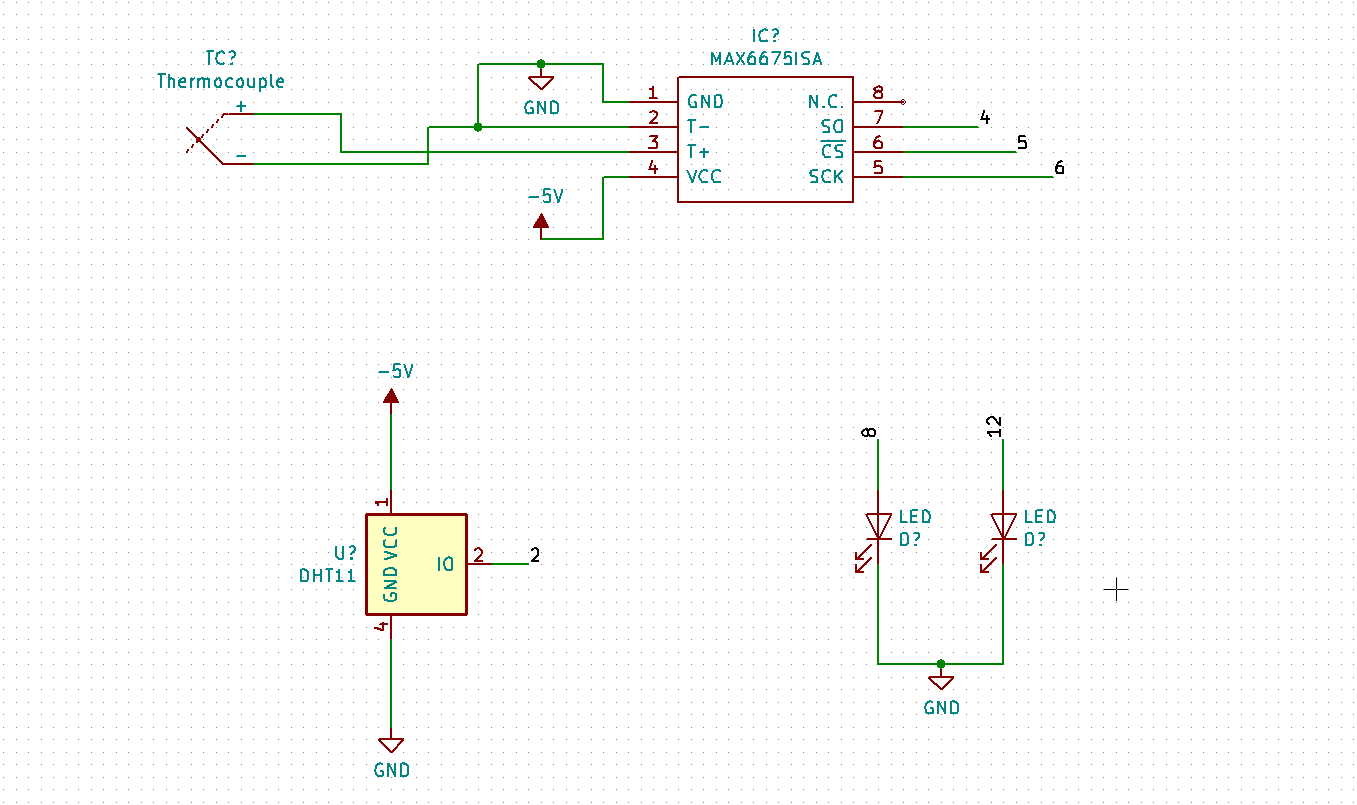 TC?
Thermocouple
+
−
GND
IC?
MAX6675ISA
1 GND
2 T−
3 T+
4 VCC
N.C. 8
SO 7
CS 6
SCK 5
4
5
6
−5V
−5V
1
VCC
GND
IO 2
2
4
U?
DHT11
GND
8
12
LED
D?
LED
D?
GND